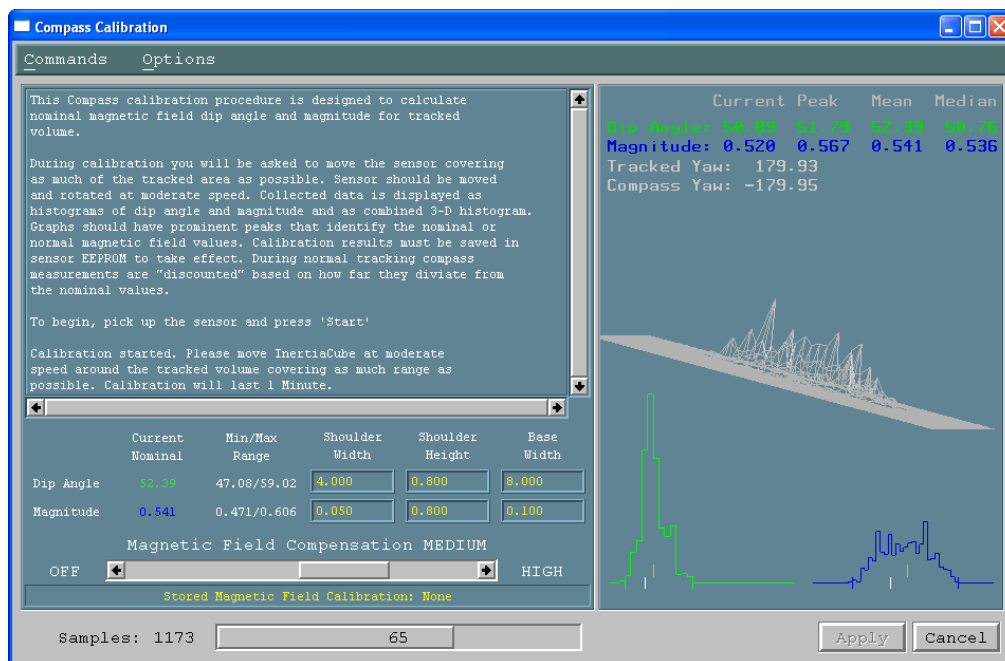 Compass Calibration
Commands Options
This Compass calibration procedure is designed to calculate
nominal magnetic field dip angle and magnitude for tracked
volume.
During calibration you will be asked to move the sensor covering
as much of the tracked area as possible. Sensor should be moved
and rotated at moderate speed. Collected data is displayed as
histograms of dip angle and magnitude and as combined 3-D histogram.
Graphs should have prominent peaks that identify the nominal or
normal magnetic field values. Calibration results must be saved in
sensor EEPROM to take effect. During normal tracking compass
measurements are "discounted" based on how far they diviate from
the nominal values.
To begin, pick up the sensor and press 'Start'
Calibration started. Please move InertiaCube at moderate
speed around the tracked volume covering as much range as
possible. Calibration will last 1 Minute.
Current Min/Max Shoulder Shoulder Base
Nominal Range Width Height Width
Dip Angle 52.39 47.08/59.02 4.000 0.800 8.000
Magnitude 0.541 0.471/0.606 0.050 0.800 0.100
Magnetic Field Compensation MEDIUM
OFF HIGH
Stored Magnetic Field Calibration: None
Current Peak Mean Median
Dip Angle: 51.79 52.39
Magnitude: 0.520 0.567 0.541 0.536
Tracked Yaw: 179.93
Compass Yaw: -179.95
Samples: 1173 65 Apply Cancel